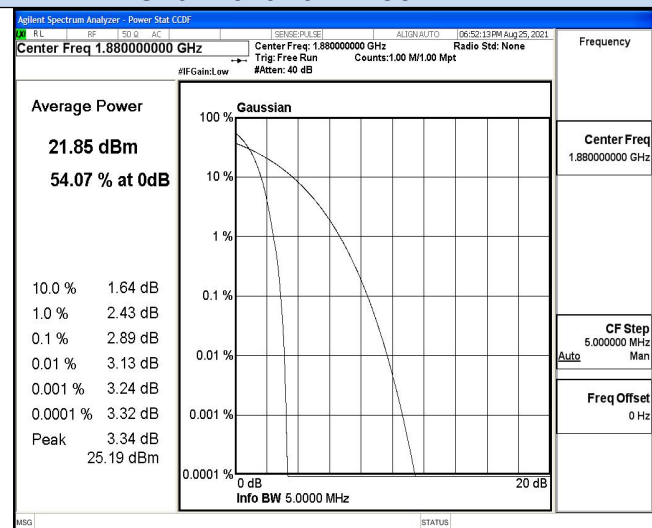 Agilent Spectrum Analyzer - Power Stat CCDF
LXI RL RF 50 Ω AC SENSE:PULSE ALIGN AUTO 06:52:13 PM Aug 25, 2021
Center Freq 1.880000000 GHz
Center Freq: 1.880000000 GHz Radio Std: None
Trig: Free Run Counts:1.00 M/1.00 Mpt
#IFGain:Low #Atten: 40 dB
Frequency
Average Power
21.85 dBm
54.07 % at 0dB
10.0 % 1.64 dB
1.0 % 2.43 dB
0.1 % 2.89 dB
0.01 % 3.13 dB
0.001 % 3.24 dB
0.0001 % 3.32 dB
Peak 3.34 dB
25.19 dBm
Gaussian
100 %
10 %
1 %
0.1 %
0.01 %
0.001 %
0.0001 %
0 dB 20 dB
Info BW 5.0000 MHz
Center Freq
1.880000000 GHz
CF Step
5.000000 MHz
Auto Man
Freq Offset
0 Hz
MSG STATUS